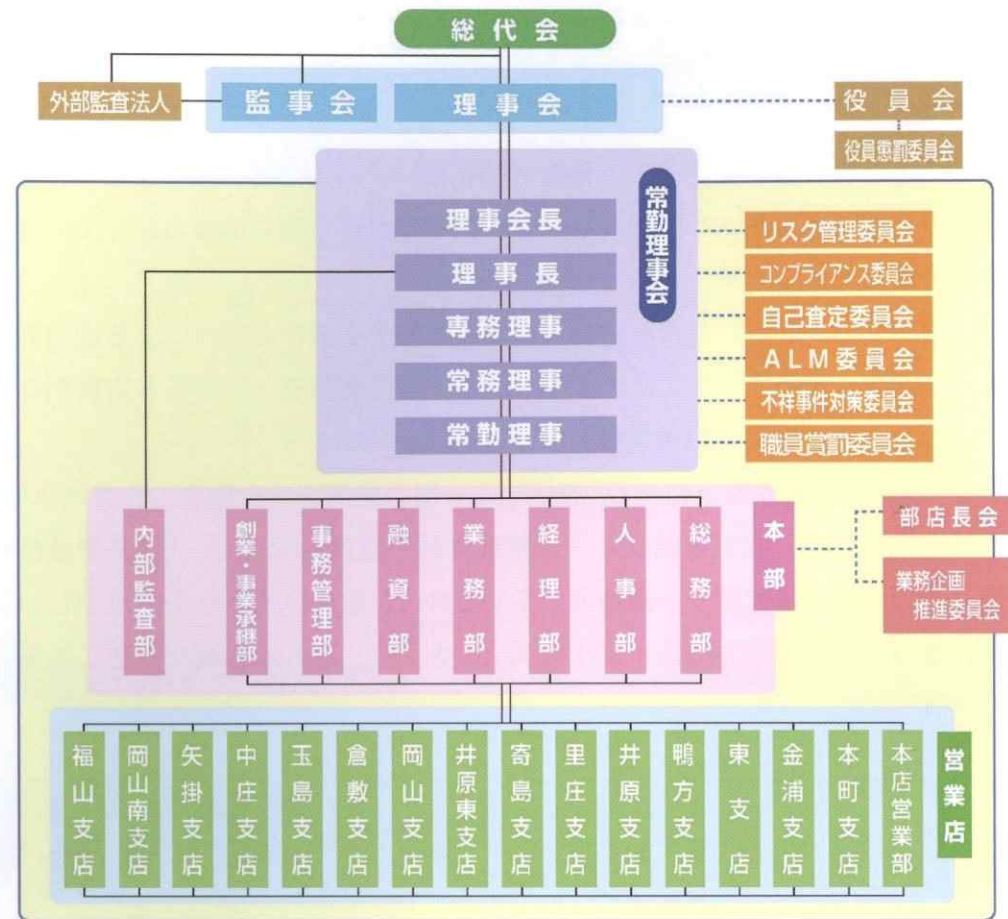 総代会
外部監査法人
監事会
理事会
役員会
役員懲罰委員会
常勤理事会
理事会長
理事長
専務理事
常務理事
常勤理事
リスク管理委員会
コンプライアンス委員会
自己査定委員会
ALM委員会
不祥事件対策委員会
職員賞罰委員会
本部
総務部
人事部
経理部
業務部
融資部
事務管理部
創業・事業承継部
内部監査部
部店長会
業務企画
推進委員会
営業店
本店営業部
本町支店
金浦支店
東支店
鴨方支店
井原支店
里庄支店
寄島支店
井原東支店
岡山支店
倉敷支店
玉島支店
中庄支店
矢掛支店
岡山南支店
福山支店